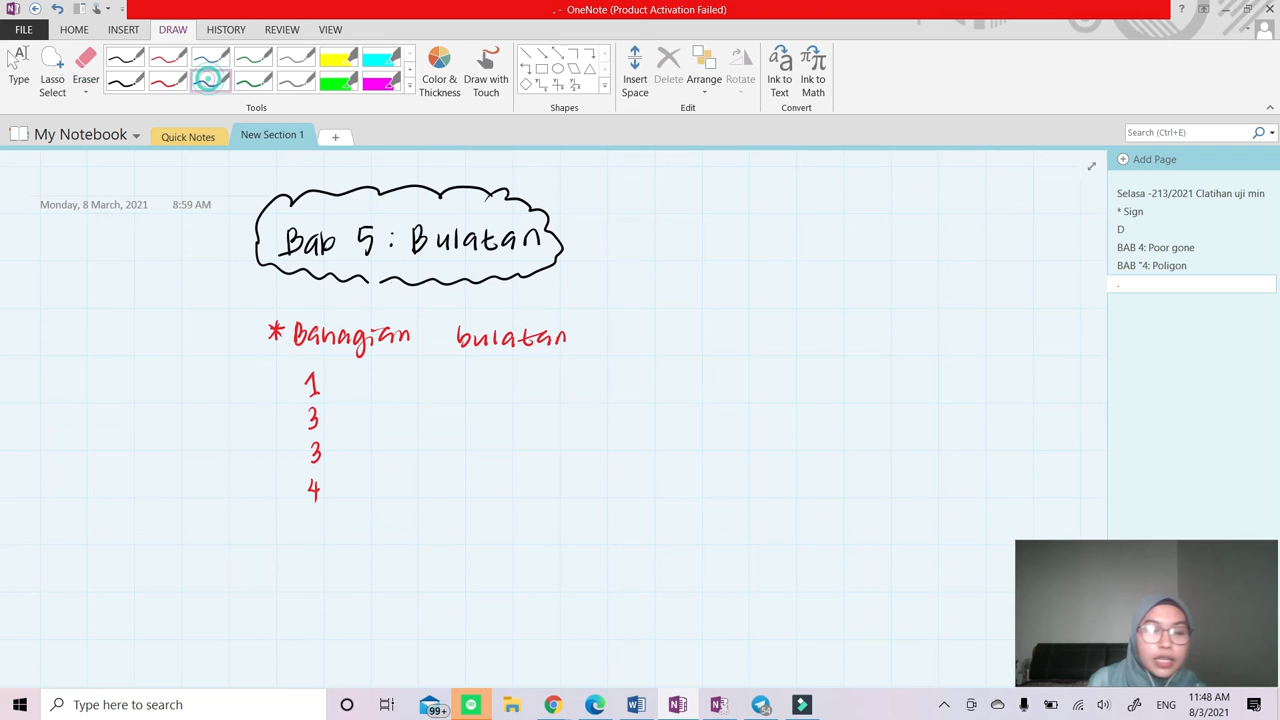 . - OneNote (Product Activation Failed)
FILE HOME INSERT DRAW HISTORY REVIEW VIEW
Type Lasso Select Eraser Color & Thickness Draw with Touch Insert Space Delete Arrange Rotate Ink to Text Ink to Math
Tools Shapes Edit Convert
My Notebook Quick Notes New Section 1 Search (Ctrl+E)
Add Page
Monday, 8 March, 2021 8:59 AM
Selasa -213/2021 Clatihan uji min
* Sign
D
BAB 4: Poor gone
BAB "4: Poligon
.
Bab 5 : Bulatan
* Bahagian bulatan
1
3
3
4
Type here to search 99+ ENG 11:48 AM
8/3/2021